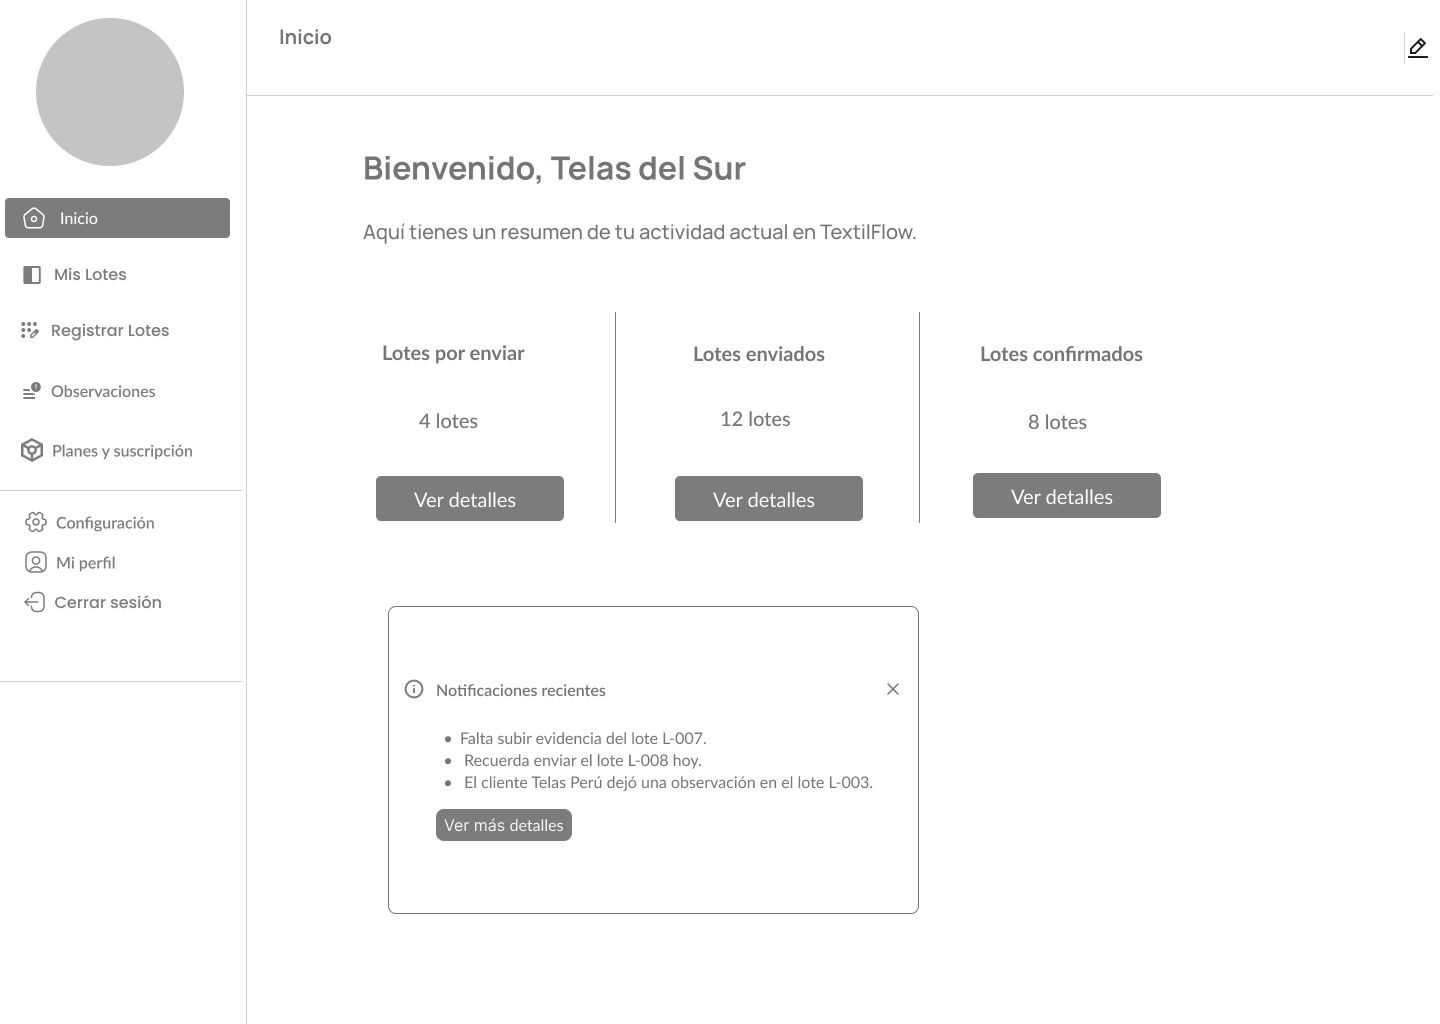 Inicio
Mis Lotes
Registrar Lotes
Observaciones
Planes y suscripción
Configuración
Mi perfil
Cerrar sesión
Inicio
Bienvenido, Telas del Sur
Aquí tienes un resumen de tu actividad actual en TextilFlow.
Lotes por enviar
4 lotes
Ver detalles
Lotes enviados
12 lotes
Ver detalles
Lotes confirmados
8 lotes
Ver detalles
Notificaciones recientes
• Falta subir evidencia del lote L-007.
• Recuerda enviar el lote L-008 hoy.
• El cliente Telas Perú dejó una observación en el lote L-003.
Ver más detalles